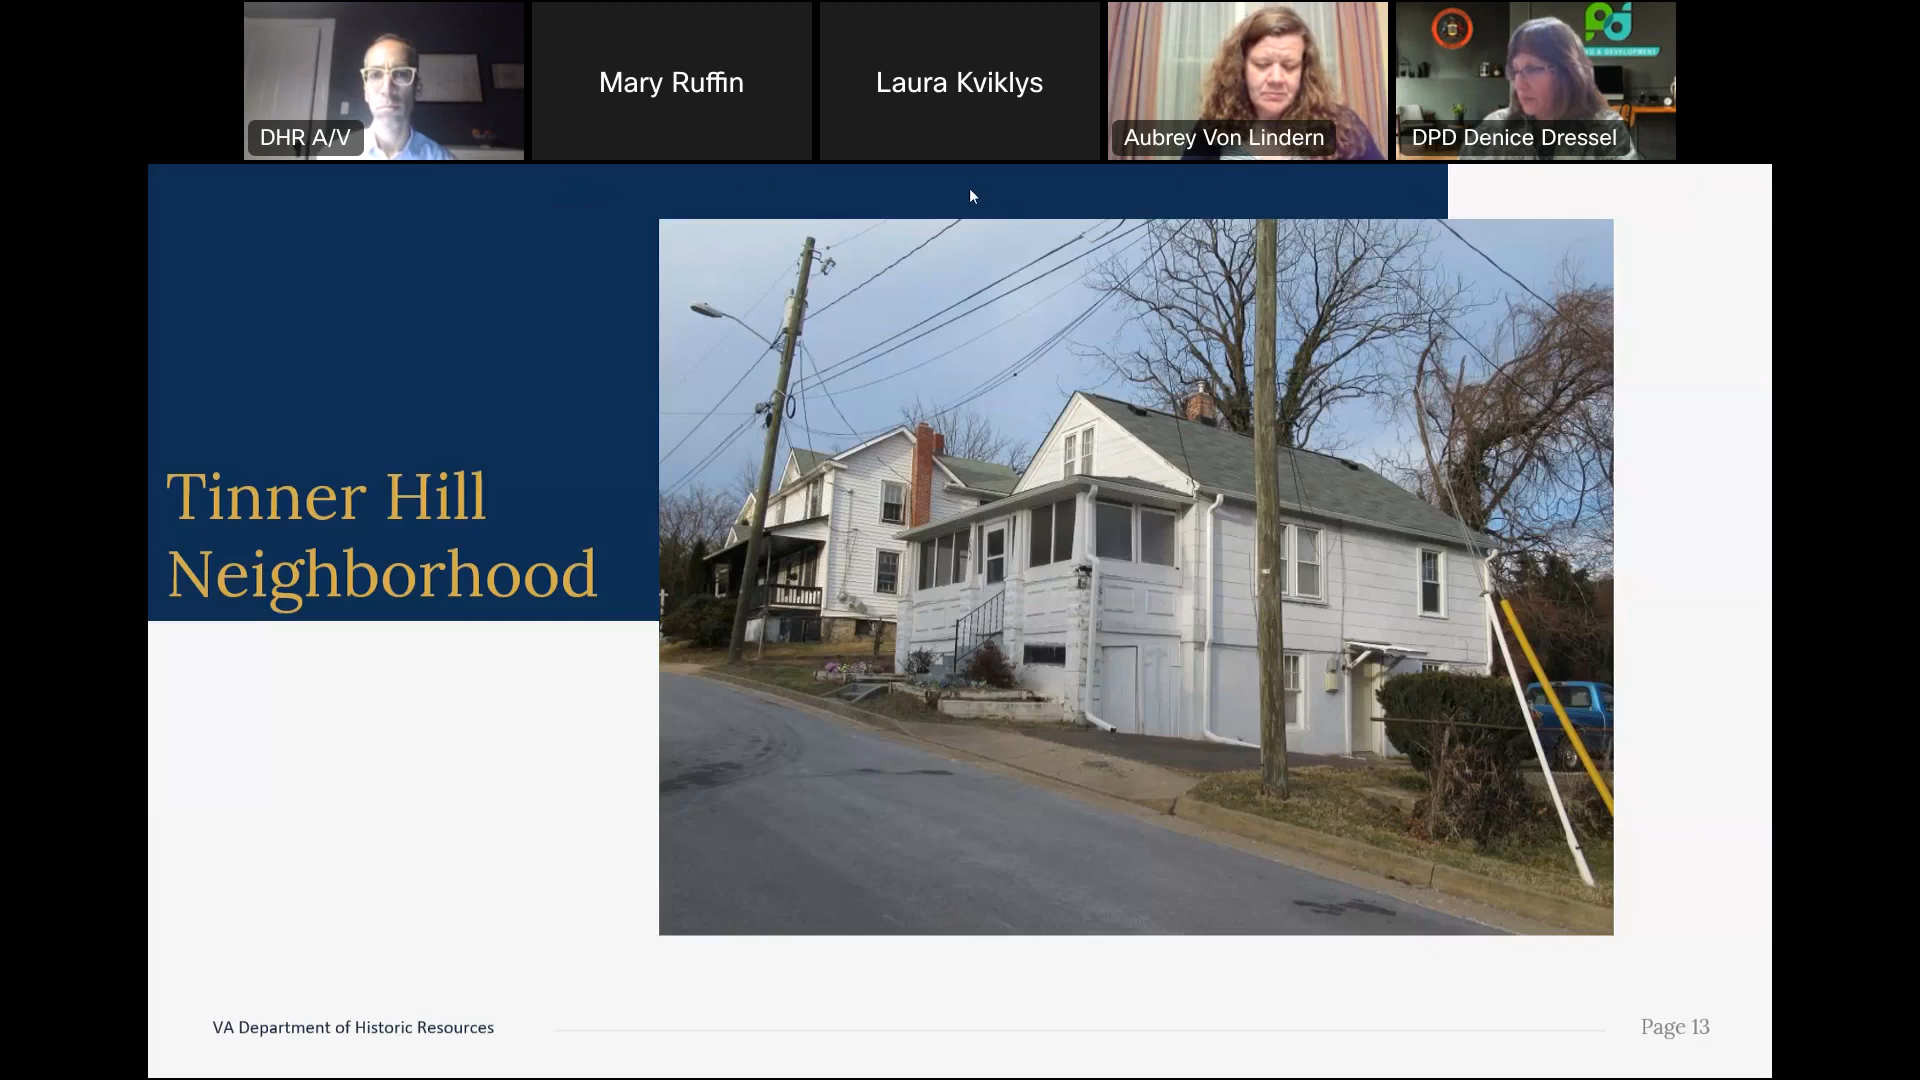 Mary Ruffin
Laura Kviklys
DHR A/V
Aubrey Von Lindern
DPD Denice Dressel
& DEVELOPMENT
Tinner Hill
Neighborhood
VA Department of Historic Resources
Page 13